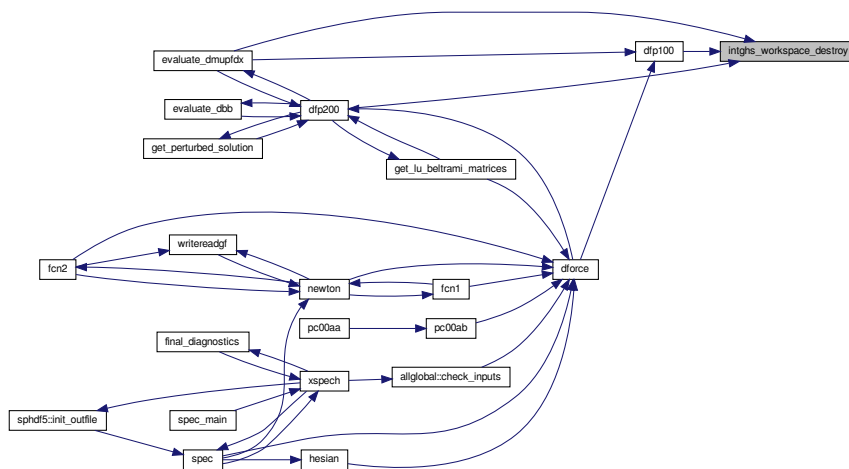 intghs_workspace_destroy
dfp100
evaluate_dmupfdx
evaluate_dbb
dfp200
get_perturbed_solution
get_lu_beltrami_matrices
writereadgf
fcn2
dforce
newton
fcn1
pc00aa
pc00ab
final_diagnostics
xspech
allglobal::check_inputs
sphdf5::init_outfile
spec_main
spec
hesian